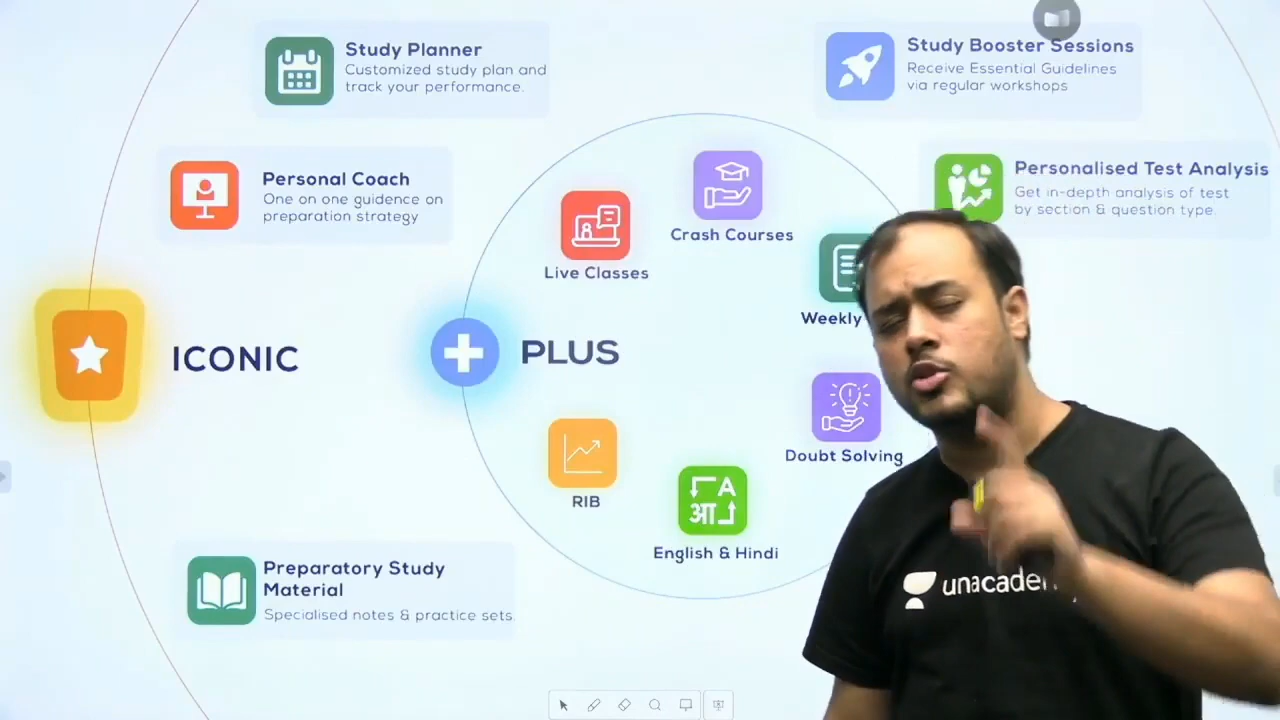 Study Planner
Customized study plan and
track your performance.
Study Booster Sessions
Receive Essential Guidelines
via regular workshops
Personal Coach
One on one guidance on
preparation strategy
Crash Courses
Live Classes
Personalised Test Analysis
Get in-depth analysis of test
by section & question type.
Weekly
ICONIC
PLUS
Doubt Solving
RIB
A
आ
English & Hindi
Preparatory Study
Material
Specialised notes & practice sets.
unacadem